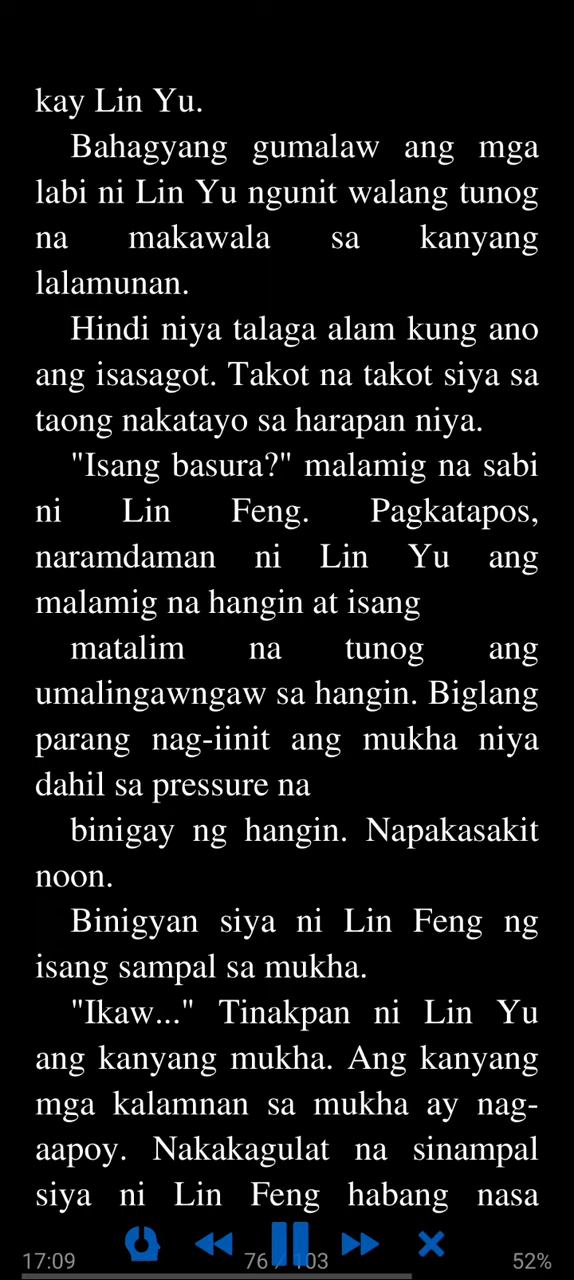 kay Lin Yu.
Bahagyang gumalaw ang mga
labi ni Lin Yu ngunit walang tunog
na makawala sa kanyang
lalamunan.
Hindi niya talaga alam kung ano
ang isasagot. Takot na takot siya sa
taong nakatayo sa harapan niya.
"Isang basura?" malamig na sabi
ni Lin Feng. Pagkatapos,
naramdaman ni Lin Yu ang
malamig na hangin at isang
matalim na tunog ang
umalingawngaw sa hangin. Biglang
parang nag-iinit ang mukha niya
dahil sa pressure na
binigay ng hangin. Napakasakit
noon.
Binigyan siya ni Lin Feng ng
isang sampal sa mukha.
"Ikaw..." Tinakpan ni Lin Yu
ang kanyang mukha. Ang kanyang
mga kalamnan sa mukha ay nag-
aapoy. Nakakagulat na sinampal
siya ni Lin Feng habang nasa
17:09 76 / 103 52%